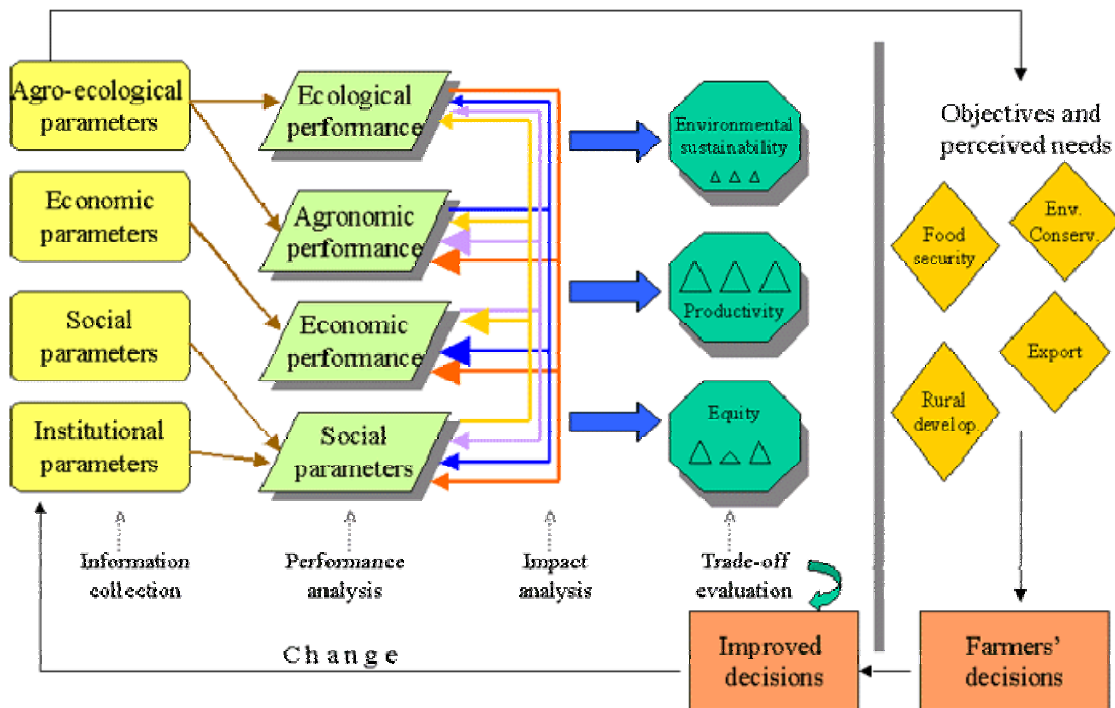 Agro-ecological
parameters
Economic
parameters
Social
parameters
Institutional
parameters
Ecological
performance
Agronomic
performance
Economic
performance
Social
parameters
Environmental
sustainability
Productivity
Equity
Objectives and
perceived needs
Food
security
Env.
Conserv.
Export
Rural
develop.
Information
collection
Performance
analysis
Impact
analysis
Trade-off
evaluation
Change
Improved
decisions
Farmers'
decisions